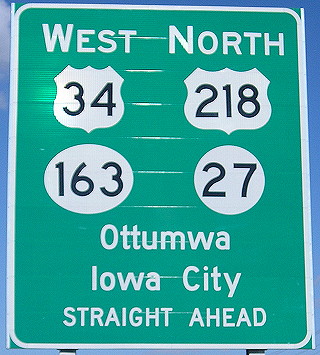 WEST NORTH
34 218
163 27
Ottumwa
Iowa City
STRAIGHT AHEAD